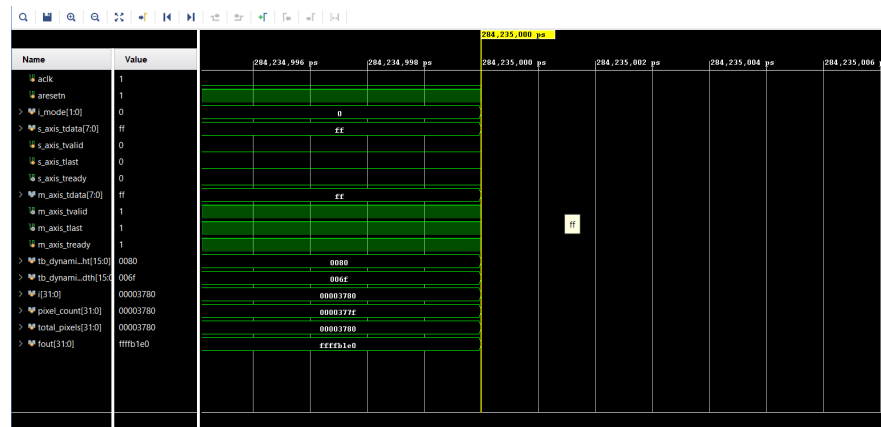 284,235,000 ps
Name Value
284,234,996 ps 284,234,998 ps 284,235,000 ps 284,235,002 ps 284,235,004 ps 284,235,006
aclk 1
aresetn 1
i_mode[1:0] 0 0
s_axis_tdata[7:0] ff ff
s_axis_tvalid 0
s_axis_tlast 0
s_axis_tready 0
m_axis_tdata[7:0] ff ff
m_axis_tvalid 1
m_axis_tlast 1 ff
m_axis_tready 1
tb_dynami...ht[15:0] 0080 0080
tb_dynami...dth[15:0 006f 006f
i[31:0] 00003780 00003780
pixel_count[31:0] 00003780 0000377f
total_pixels[31:0] 00003780 00003780
fout[31:0] ffffb1e0 ffffb1e0